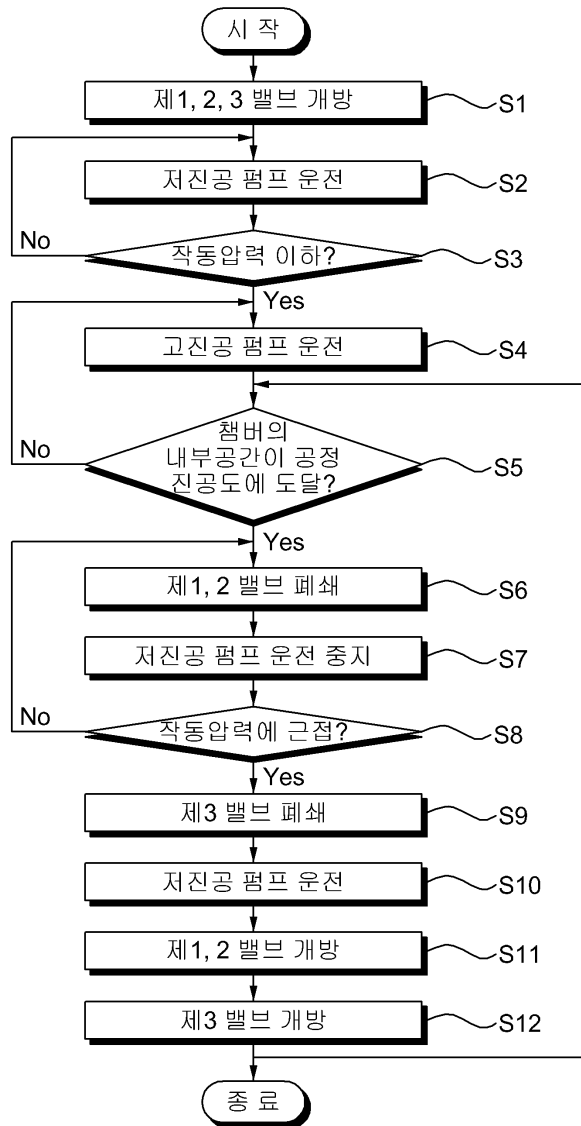 시 작
제1, 2, 3 밸브 개방
S1
저진공 펌프 운전
S2
No
작동압력 이하?
S3
Yes
고진공 펌프 운전
S4
No
챔버의
내부공간이 공정
진공도에 도달?
S5
Yes
제1, 2 밸브 폐쇄
S6
저진공 펌프 운전 중지
S7
No
작동압력에 근접?
S8
Yes
제3 밸브 폐쇄
S9
저진공 펌프 운전
S10
제1, 2 밸브 개방
S11
제3 밸브 개방
S12
종 료